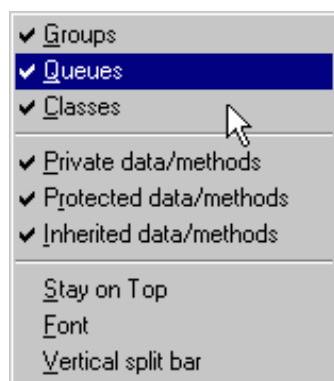 Groups
Queues
Classes
Private data/methods
Protected data/methods
Inherited data/methods
Stay on Top
Font
Vertical split bar